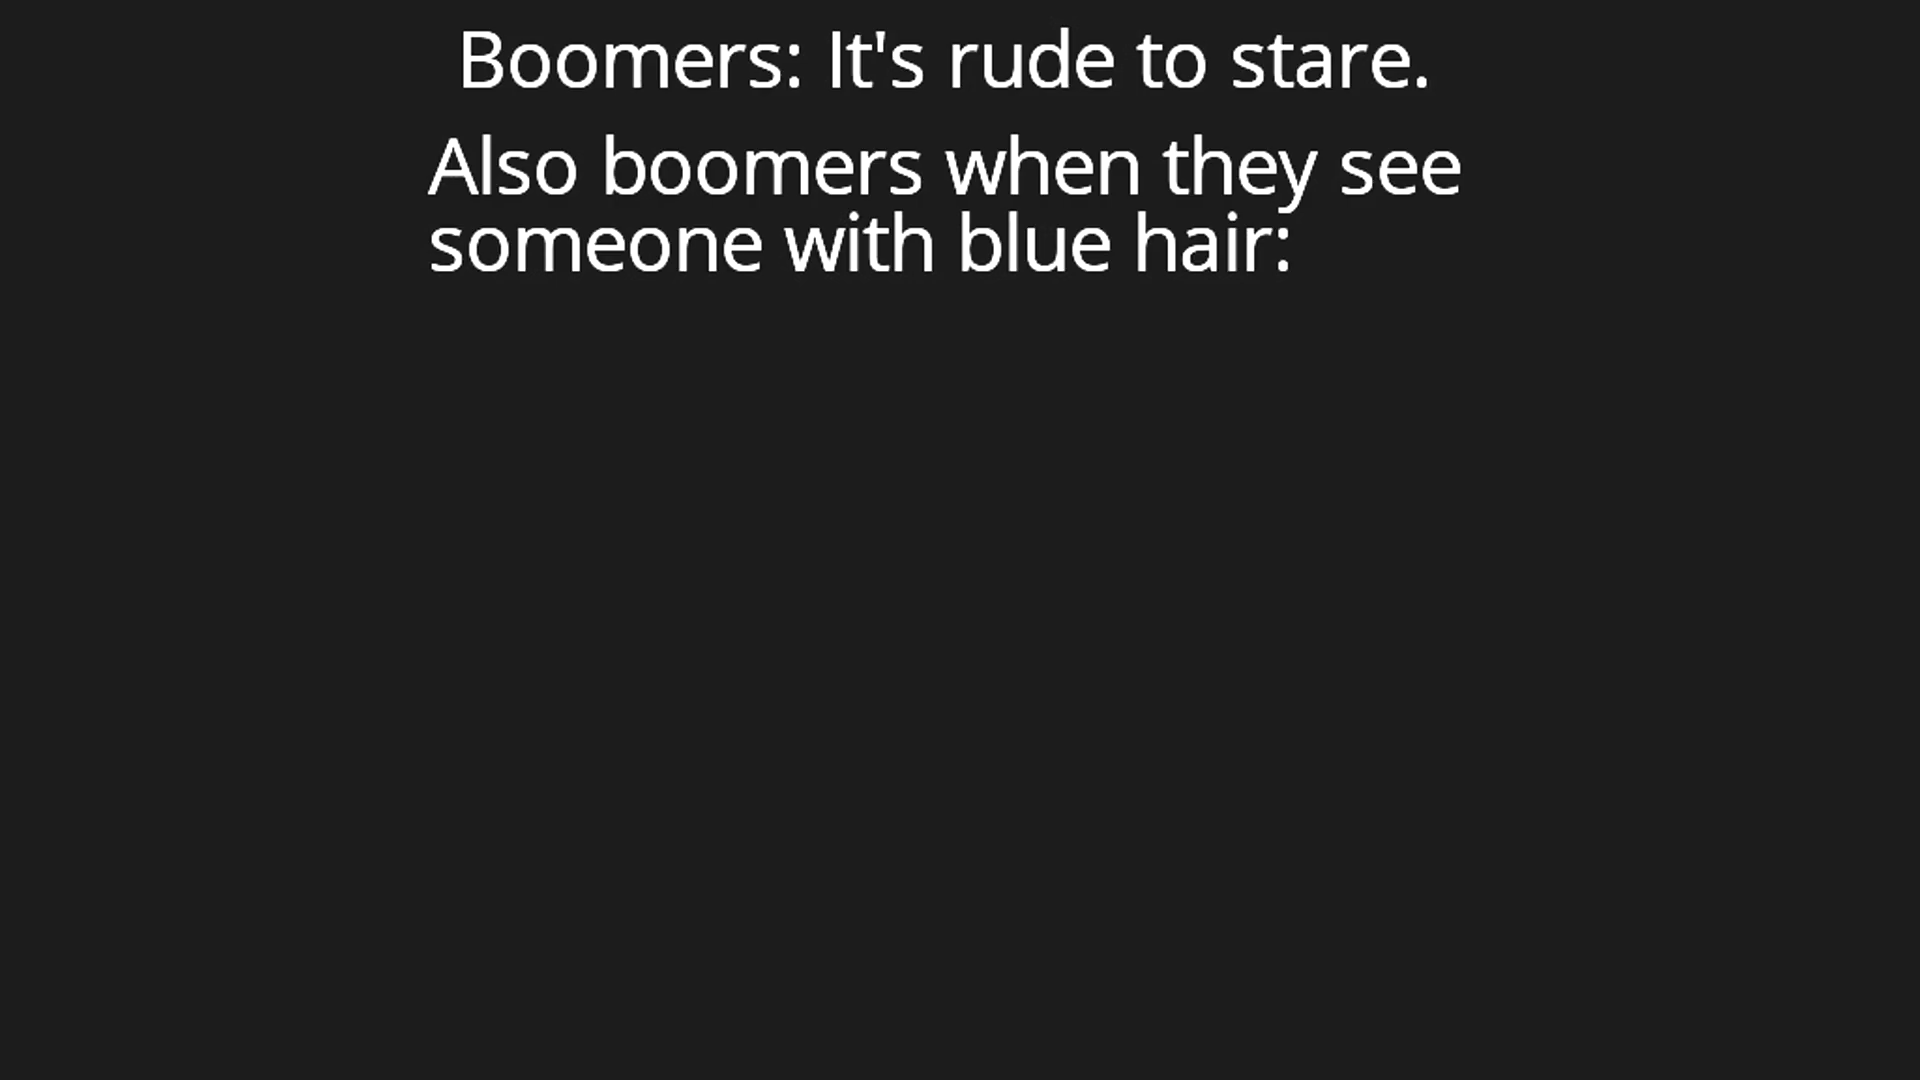 Boomers: It's rude to stare.
Also boomers when they see
someone with blue hair: